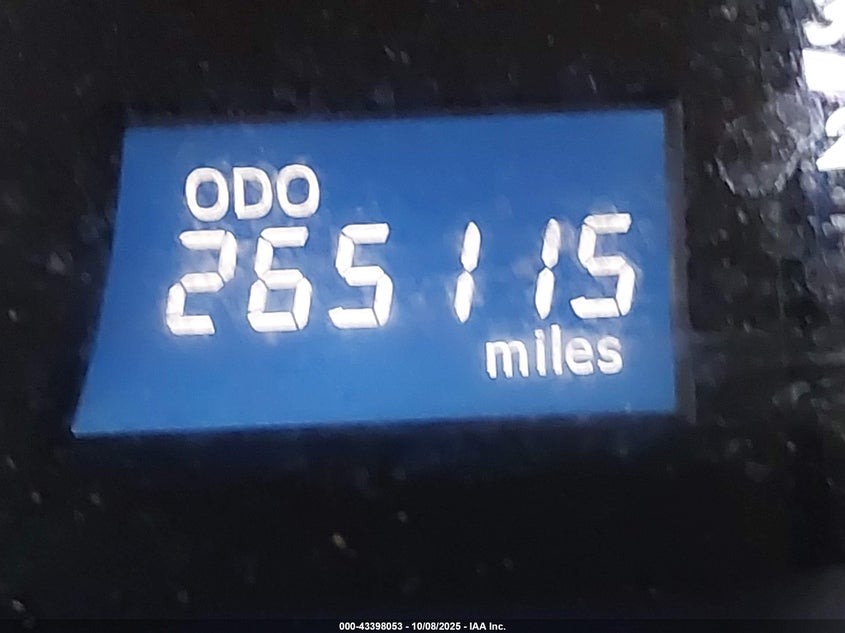 ODO
265115
miles
000-43398053 - 10/08/2025 - IAA Inc.